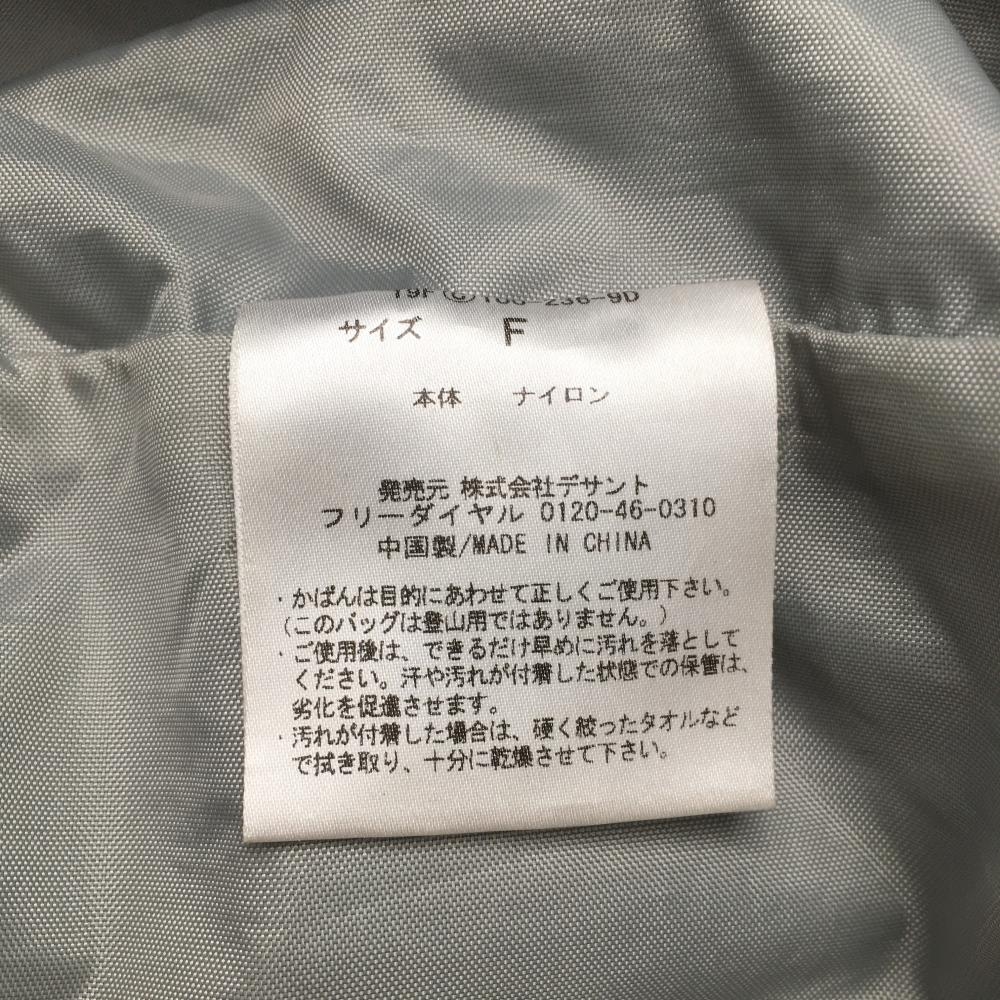 サイズ F
本体 ナイロン
発売元 株式会社デサント
フリーダイヤル 0120-46-0310
中国製/MADE IN CHINA
・かばんは目的にあわせて正しくご使用下さい。
(このバッグは登山用ではありません。)
・ご使用後は、できるだけ早めに汚れを落として
ください。汗や汚れが付着した状態での保管は、
劣化を促進させます。
・汚れが付着した場合は、硬く絞ったタオルなど
で拭き取り、十分に乾燥させて下さい。